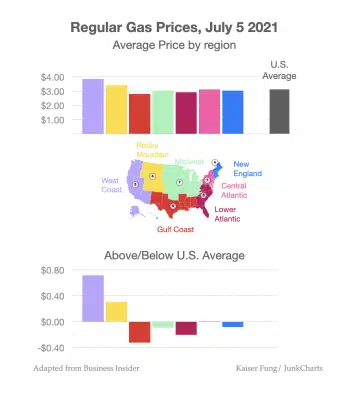 Regular Gas Prices, July 5 2021
Average Price by region
U.S.
Average
$4.00
$3.00
$2.00
$1.00
Rocky
Mountain
Midwest
New
England
West
Coast
Central
Atlantic
Lower
Atlantic
Gulf Coast
Above/Below U.S. Average
$0.80
$0.40
$0.00
-$0.40
Adapted from Business Insider
Kaiser Fung/ JunkCharts